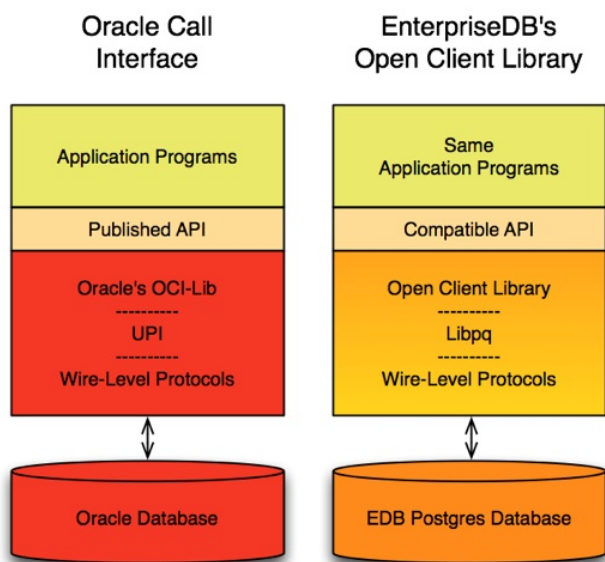 Oracle Call
Interface
Application Programs
Published API
Oracle's OCI-Lib
----------
UPI
----------
Wire-Level Protocols
Oracle Database
EnterpriseDB's
Open Client Library
Same
Application Programs
Compatible API
Open Client Library
----------
Libpq
----------
Wire-Level Protocols
EDB Postgres Database